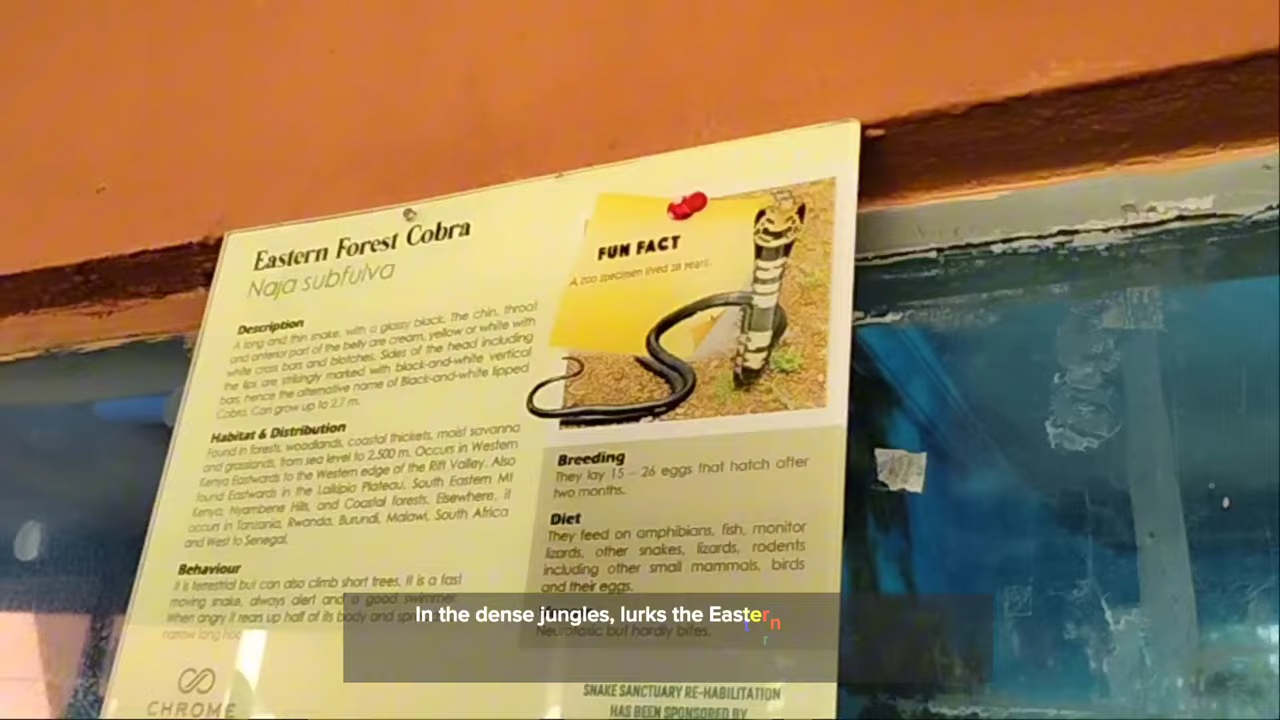 Eastern Forest Cobra
Naja subfulva
Description
A long and thin snake, with a glassy black. The chin, throat
and anterior part of the belly are cream, yellow or white with
white cross bars and blotches. Sides of the head including
the lips are strikingly marked with black-and-white vertical
bars, hence the alternative name of Black-and-white lipped
Cobra. Can grow up to 2.7 m.
Habitat & Distribution
Found in forests, woodlands, coastal thickets, moist savanna
and grasslands, from sea level to 2,500 m. Occurs in Western
Kenya Eastwards to the Western edge of the Rift Valley. Also
found Eastwards in the Laikipia Plateau, South Eastern Mt
Kenya, Nyambene Hills, and Coastal forests. Elsewhere, it
occurs in Tanzania, Rwanda, Burundi, Malawi, South Africa
and West to Senegal.
Behaviour
It is terrestrial but can also climb short trees. It is a fast
moving snake, always alert and a good swimmer.
When angry it rears up half of its body and
narrow long
CHROME
FUN FACT
A zoo specimen lived 28 years.
Breeding
They lay 15 – 26 eggs that hatch after
two months.
Diet
They feed on amphibians, fish, monitor
lizards, other snakes, lizards, rodents
including other small mammals, birds
and their eggs.
Neurotoxic but hardly bites.
SNAKE SANCTUARY RE-HABILITATION
HAS BEEN SPONSORED BY
In the dense jungles, lurks the Eastern